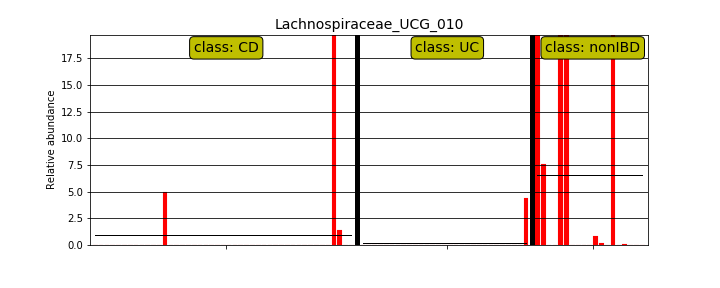 Lachnospiraceae_UCG_010
class: CD
class: UC
class: nonIBD
Relative abundance
17.5
15.0
12.5
10.0
7.5
5.0
2.5
0.0